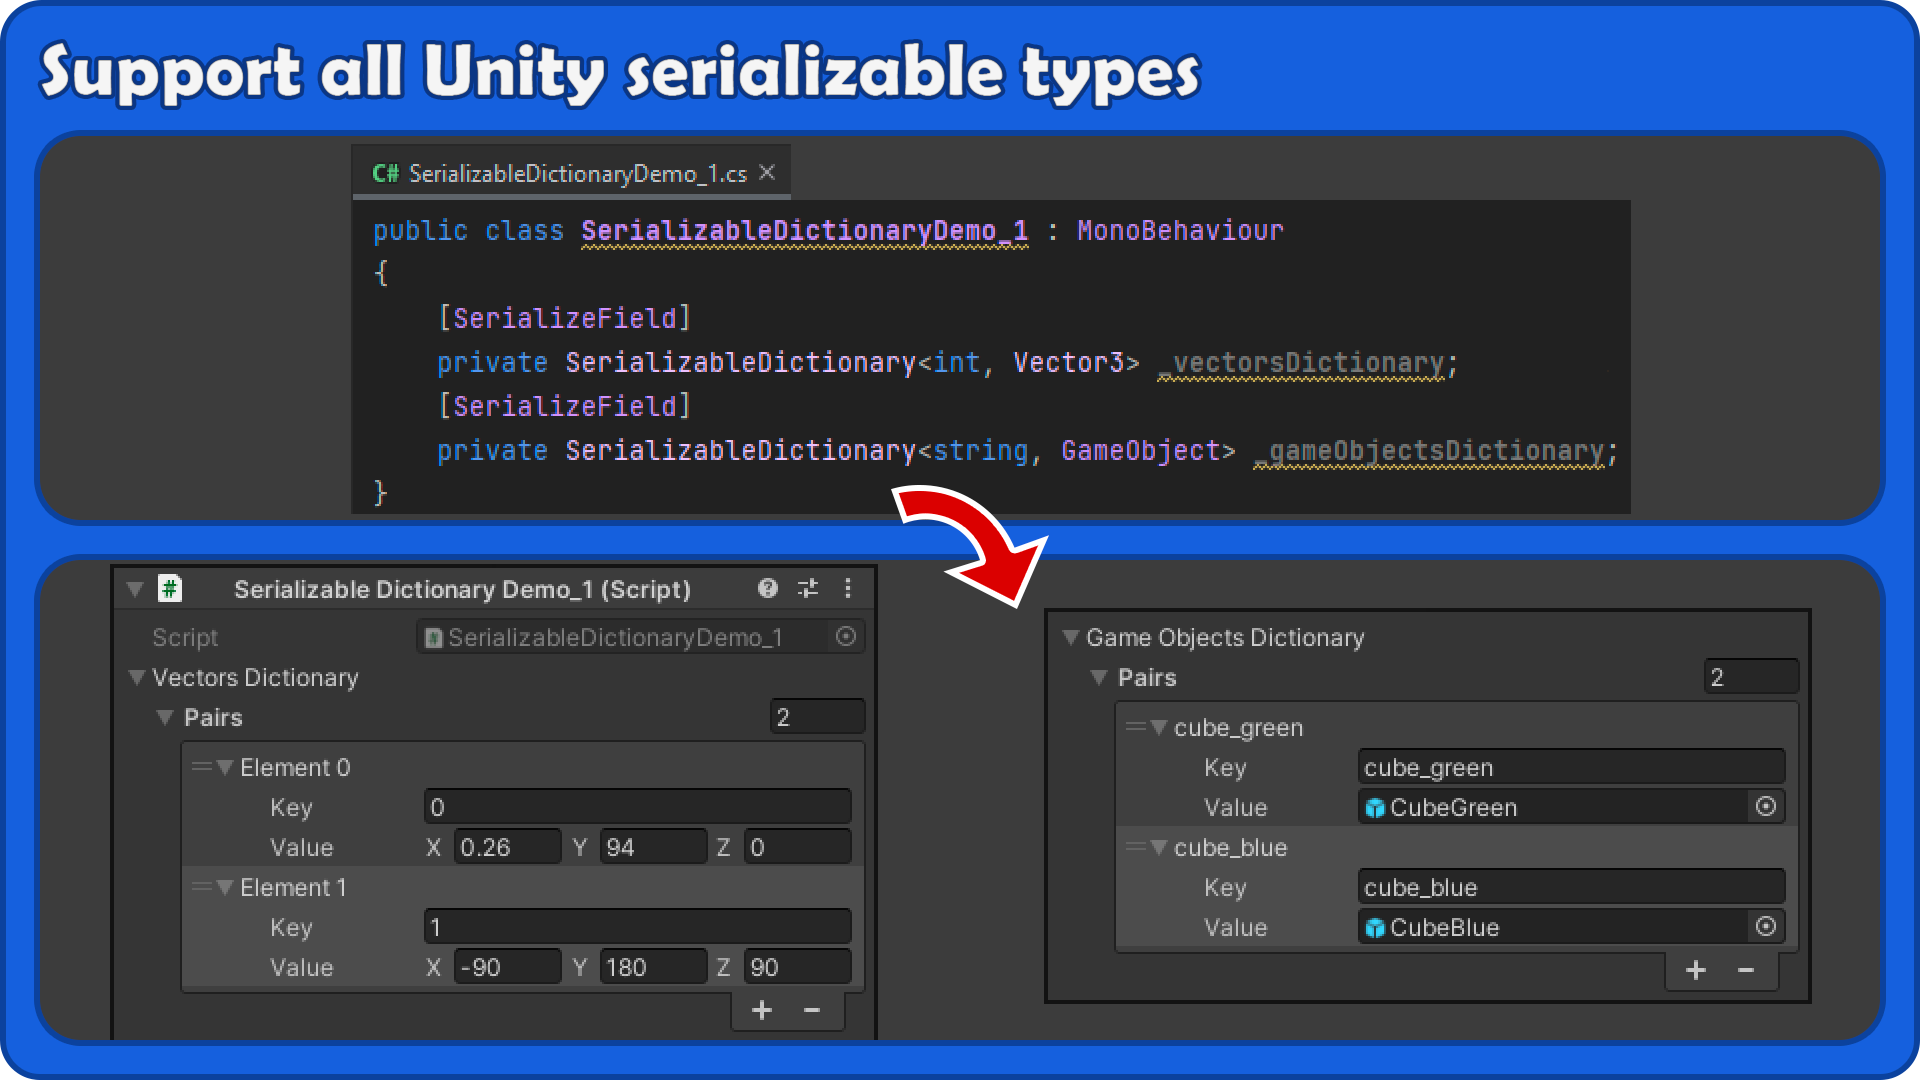 Support all Unity serializable types
C# SerializableDictionaryDemo_1.cs
public class SerializableDictionaryDemo_1 : MonoBehaviour
{
[SerializeField]
private SerializableDictionary<int, Vector3> _vectorsDictionary;
[SerializeField]
private SerializableDictionary<string, GameObject> _gameObjectsDictionary;
}
# Serializable Dictionary Demo_1 (Script)
Script # SerializableDictionaryDemo_1
Vectors Dictionary
Pairs 2
Element 0
Key 0
Value X 0.26 Y 94 Z 0
Element 1
Key 1
Value X -90 Y 180 Z 90
+ −
Game Objects Dictionary
Pairs 2
cube_green
Key cube_green
Value CubeGreen
cube_blue
Key cube_blue
Value CubeBlue
+ −